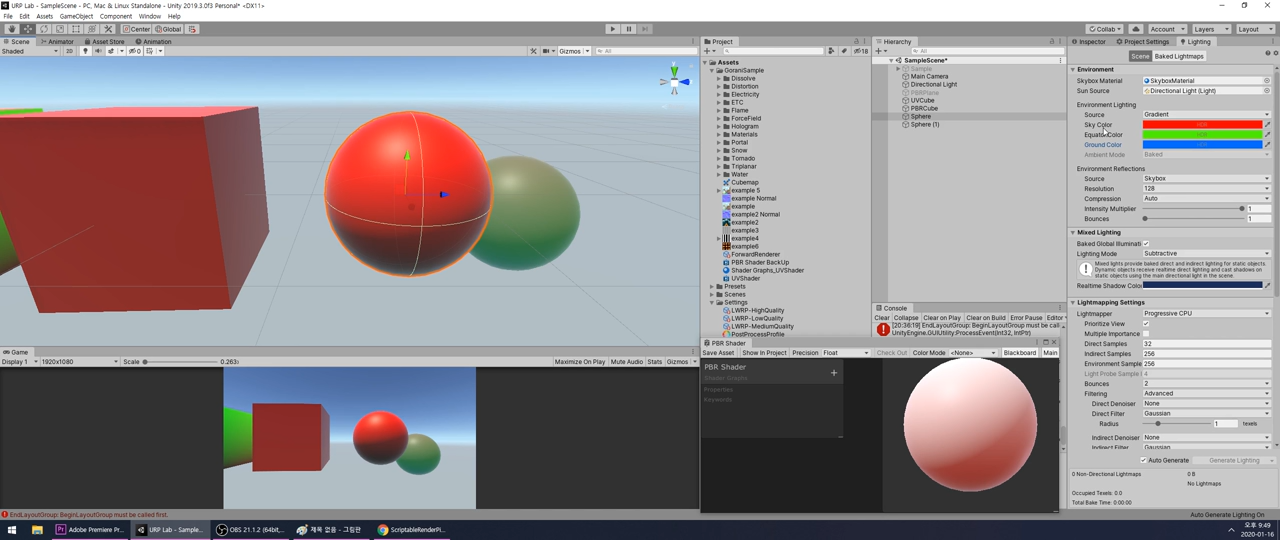 URP Lab - SampleScene - PC, Mac & Linux Standalone - Unity 2019.3.0f3 Personal* <DX11>
File Edit Assets GameObject Component Window Help
Center Global Collab Account Layers Layout
Scene Animator Asset Store Animation
Shaded 2D Gizmos All
Game
Display 1 1920x1080 Scale 0.263x Maximize On Play Mute Audio Stats Gizmos
Project
18
Assets
GoraniSample
Dissolve
Distortion
Electricity
ETC
Flame
ForceField
Hologram
Materials
Portal
Snow
Tornado
Triplanar
Water
Cubemap
example 5
example Normal
example
example2 Normal
example2
example3
example4
example6
ForwardRenderer
PBR Shader BackUp
Shader Graphs_UVShader
UVShader
Presets
Scenes
Settings
LWRP-HighQuality
LWRP-LowQuality
LWRP-MediumQuality
PostProcessProfile
Hierarchy
All
SampleScene*
Sample
Main Camera
Directional Light
PBRPlane
UVCube
PBRCube
Sphere
Sphere (1)
Console
Clear Collapse Clear on Play Clear on Build Error Pause Editor
[20:36:19] EndLayoutGroup: BeginLayoutGroup must be call
UnityEngine.GUIUtility:ProcessEvent(Int32, IntPtr)
PBR Shader
Save Asset Show In Project Precision Float Check Out Color Mode <None> Blackboard Main
PBR Shader
Shader Graphs
Properties
Keywords
Inspector Project Settings Lighting
Scene Baked Lightmaps
Environment
Skybox Material SkyboxMaterial
Sun Source Directional Light (Light)
Environment Lighting
Source Gradient
Sky Color HDR
Equator Color HDR
Ground Color HDR
Ambient Mode Baked
Environment Reflections
Source Skybox
Resolution 128
Compression Auto
Intensity Multiplier 1
Bounces 1
Mixed Lighting
Baked Global Illuminati
Lighting Mode Subtractive
Mixed lights provide baked direct and indirect lighting for static objects.
Dynamic objects receive realtime direct lighting and cast shadows on
static objects using the main directional light in the scene.
Realtime Shadow Color
Lightmapping Settings
Lightmapper Progressive CPU
Prioritize View
Multiple Importance
Direct Samples 32
Indirect Samples 256
Environment Sample 256
Light Probe Sample 4
Bounces 2
Filtering Advanced
Direct Denoiser None
Direct Filter Gaussian
Radius 1 texels
Indirect Denoiser None
Indirect Filter Gaussian
Auto Generate Generate Lighting
0 Non-Directional Lightmaps 0 B
No Lightmaps
Occupied Texels: 0.0
Total Bake Time: 0:00:00
EndLayoutGroup: BeginLayoutGroup must be called first.
Auto Generate Lighting On
Adobe Premiere Pr... URP Lab - Sample... OBS 21.1.2 (64bit,... 제목 없음 - 그림판 ScriptableRenderPi...
오후 9:49
2020-01-16